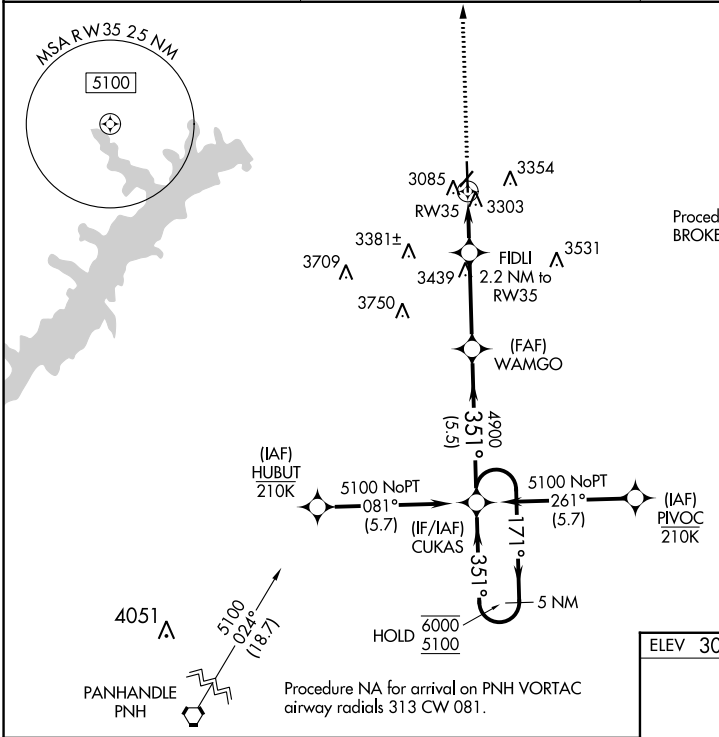 MSA RW35 25 NM
5100
3085
3354
RW35
3303
3381±
FIDLI
2.2 NM to
RW35
3531
3709
3439
3750
Proced
BROKE
(FAF)
WAMGO
4900
351°
(5.5)
(IAF)
HUBUT
210K
5100 NoPT
081°
(5.7)
(IF/IAF)
CUKAS
5100 NoPT
261°
(5.7)
(IAF)
PIVOC
210K
171°
351°
5 NM
HOLD
6000
5100
4051
5100
024°
(18.7)
PANHANDLE
PNH
Procedure NA for arrival on PNH VORTAC
airway radials 313 CW 081.
ELEV 30